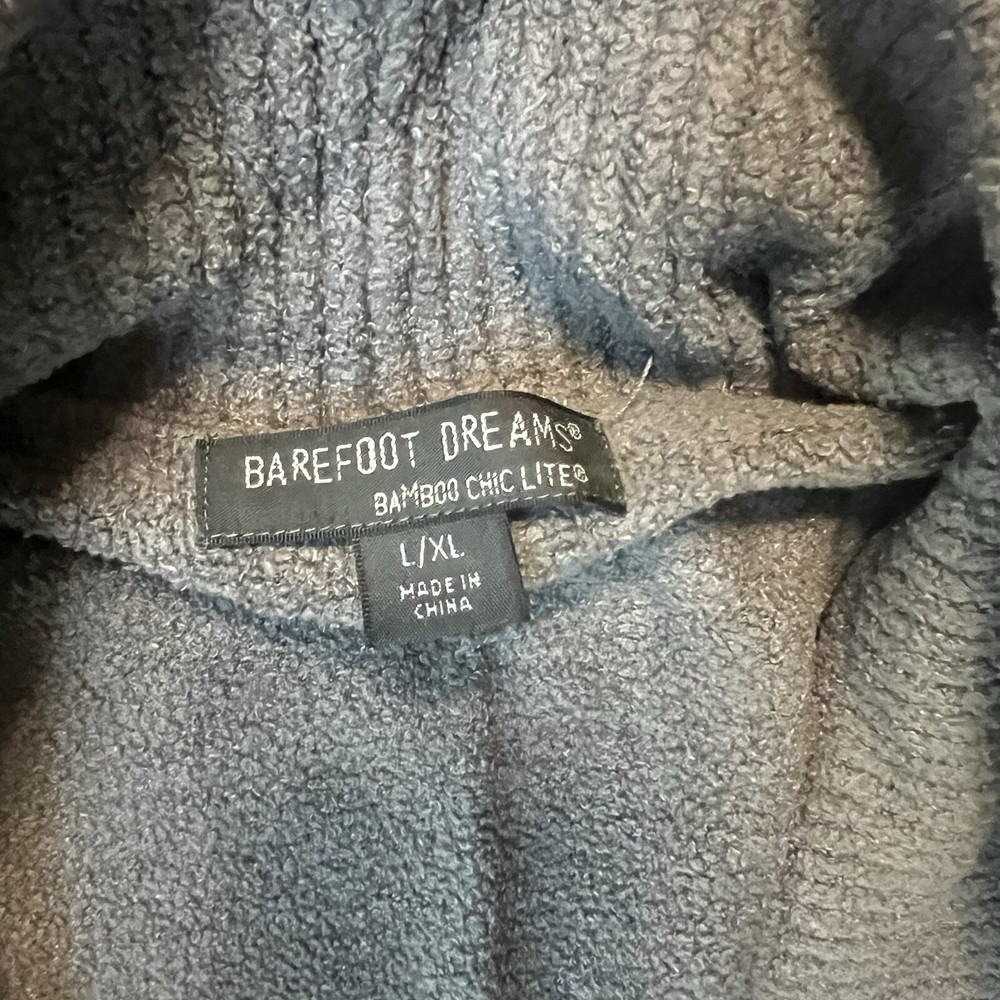 BAREFOOT DREAMS®
BAMBOO CHIC LITE®
L/XL
MADE IN
CHINA